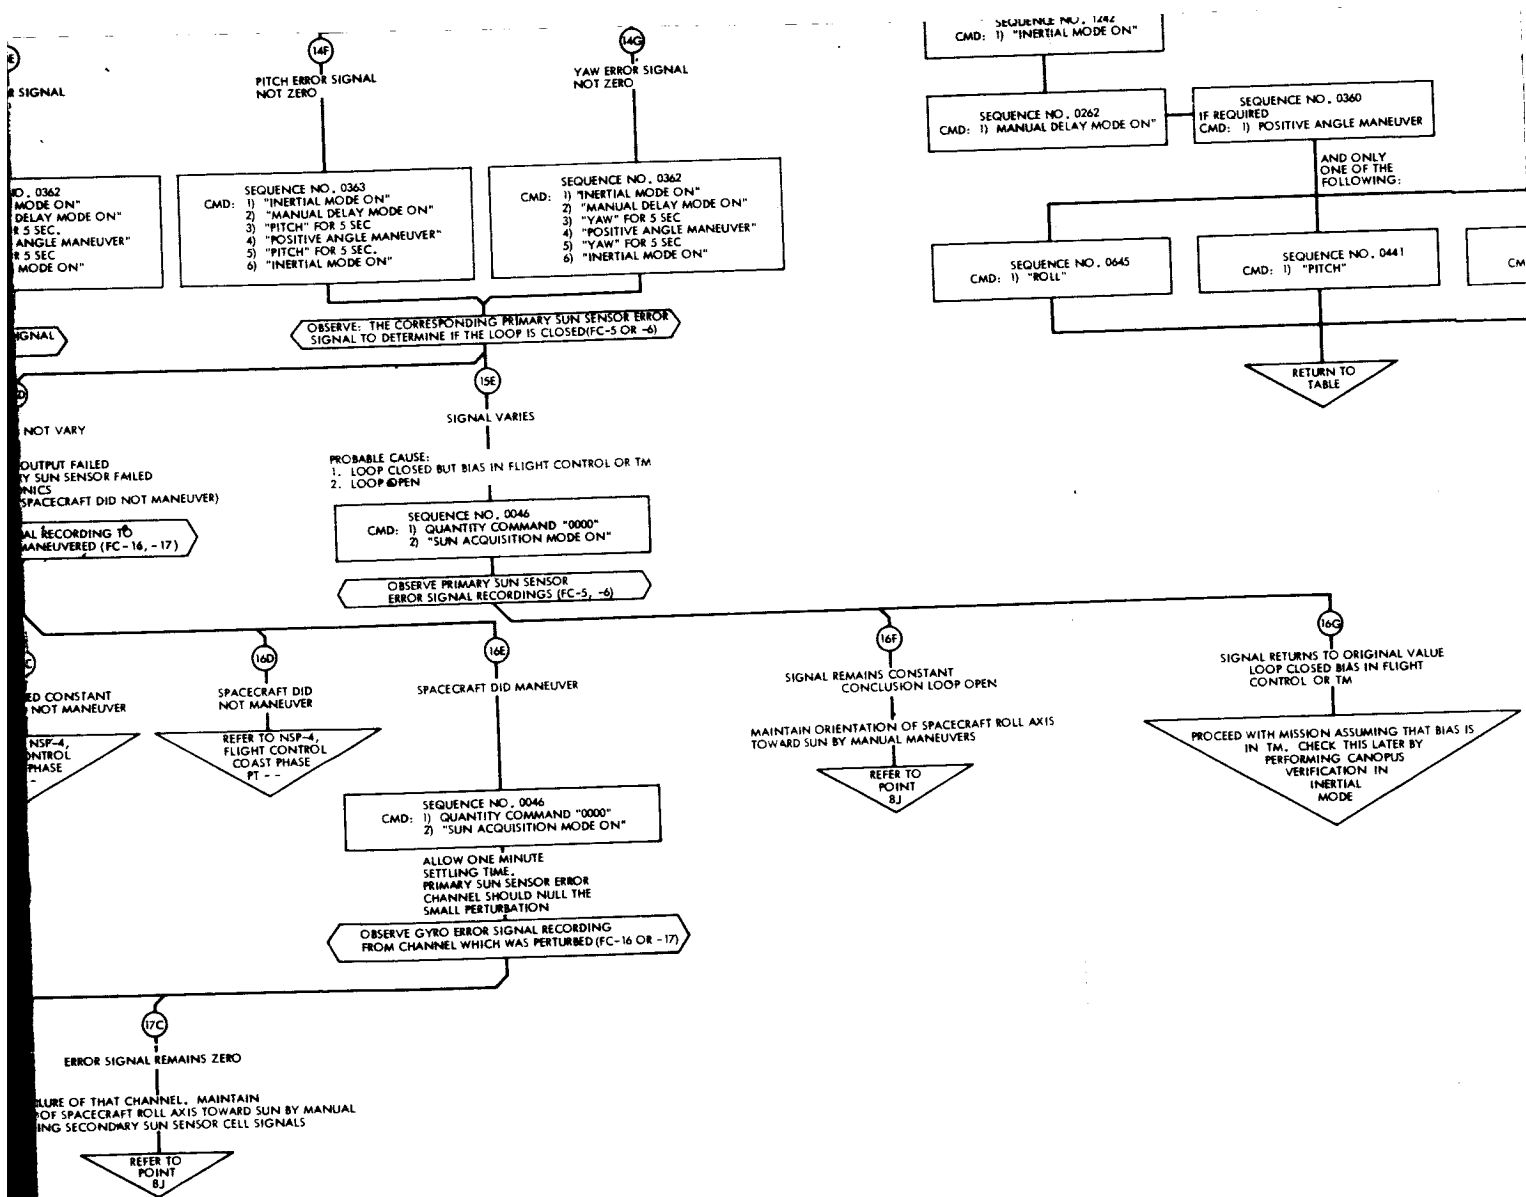 14F
PITCH ERROR SIGNAL
NOT ZERO
14G
YAW ERROR SIGNAL
NOT ZERO
SIGNAL
SEQUENCE NO. 1242
CMD: 1) "INERTIAL MODE ON"
SEQUENCE NO. 0262
CMD: 1) MANUAL DELAY MODE ON"
SEQUENCE NO. 0360
IF REQUIRED
CMD: 1) POSITIVE ANGLE MANEUVER
AND ONLY
ONE OF THE
FOLLOWING:
NO. 0362
MODE ON"
DELAY MODE ON"
5 SEC.
ANGLE MANEUVER"
5 SEC
MODE ON"
SEQUENCE NO. 0363
CMD: 1) "INERTIAL MODE ON"
2) "MANUAL DELAY MODE ON"
3) "PITCH" FOR 5 SEC
4) "POSITIVE ANGLE MANEUVER"
5) "PITCH" FOR 5 SEC.
6) "INERTIAL MODE ON"
SEQUENCE NO. 0362
CMD: 1) "INERTIAL MODE ON"
2) "MANUAL DELAY MODE ON"
3) "YAW" FOR 5 SEC
4) "POSITIVE ANGLE MANEUVER"
5) "YAW" FOR 5 SEC
6) "INERTIAL MODE ON"
SEQUENCE NO. 0645
CMD: 1) "ROLL"
SEQUENCE NO. 0441
CMD: 1) "PITCH"
RETURN TO
TABLE
OBSERVE: THE CORRESPONDING PRIMARY SUN SENSOR ERROR
SIGNAL TO DETERMINE IF THE LOOP IS CLOSED(FC-5 OR -6)
15E
SIGNAL VARIES
NOT VARY
OUTPUT FAILED
SUN SENSOR FAILED
SPACECRAFT DID NOT MANEUVER)
RECORDING TO
MANEUVERED (FC-16, -17)
PROBABLE CAUSE:
1. LOOP CLOSED BUT BIAS IN FLIGHT CONTROL OR TM
2. LOOP OPEN
SEQUENCE NO. 0046
CMD: 1) QUANTITY COMMAND "0000"
2) "SUN ACQUISITION MODE ON"
OBSERVE PRIMARY SUN SENSOR
ERROR SIGNAL RECORDINGS (FC-5, -6)
CONSTANT
NOT MANEUVER
NSP-4,
PHASE
16D
SPACECRAFT DID
NOT MANEUVER
REFER TO NSP-4,
FLIGHT CONTROL
COAST PHASE
PT - -
16E
SPACECRAFT DID MANEUVER
SEQUENCE NO. 0046
CMD: 1) QUANTITY COMMAND "0000"
2) "SUN ACQUISITION MODE ON"
ALLOW ONE MINUTE
SETTLING TIME.
PRIMARY SUN SENSOR ERROR
CHANNEL SHOULD NULL THE
SMALL PERTURBATION
OBSERVE GYRO ERROR SIGNAL RECORDING
FROM CHANNEL WHICH WAS PERTURBED(FC-16 OR -17)
16F
SIGNAL REMAINS CONSTANT
CONCLUSION LOOP OPEN
MAINTAIN ORIENTATION OF SPACECRAFT ROLL AXIS
TOWARD SUN BY MANUAL MANEUVERS
REFER TO
POINT
8J
16G
SIGNAL RETURNS TO ORIGINAL VALUE
LOOP CLOSED BIAS IN FLIGHT
CONTROL OR TM
PROCEED WITH MISSION ASSUMING THAT BIAS IS
IN TM. CHECK THIS LATER BY
PERFORMING CANOPUS
VERIFICATION IN
INERTIAL
MODE
17C
ERROR SIGNAL REMAINS ZERO
OF THAT CHANNEL. MAINTAIN
OF SPACECRAFT ROLL AXIS TOWARD SUN BY MANUAL
SECONDARY SUN SENSOR CELL SIGNALS
REFER TO
POINT
8J